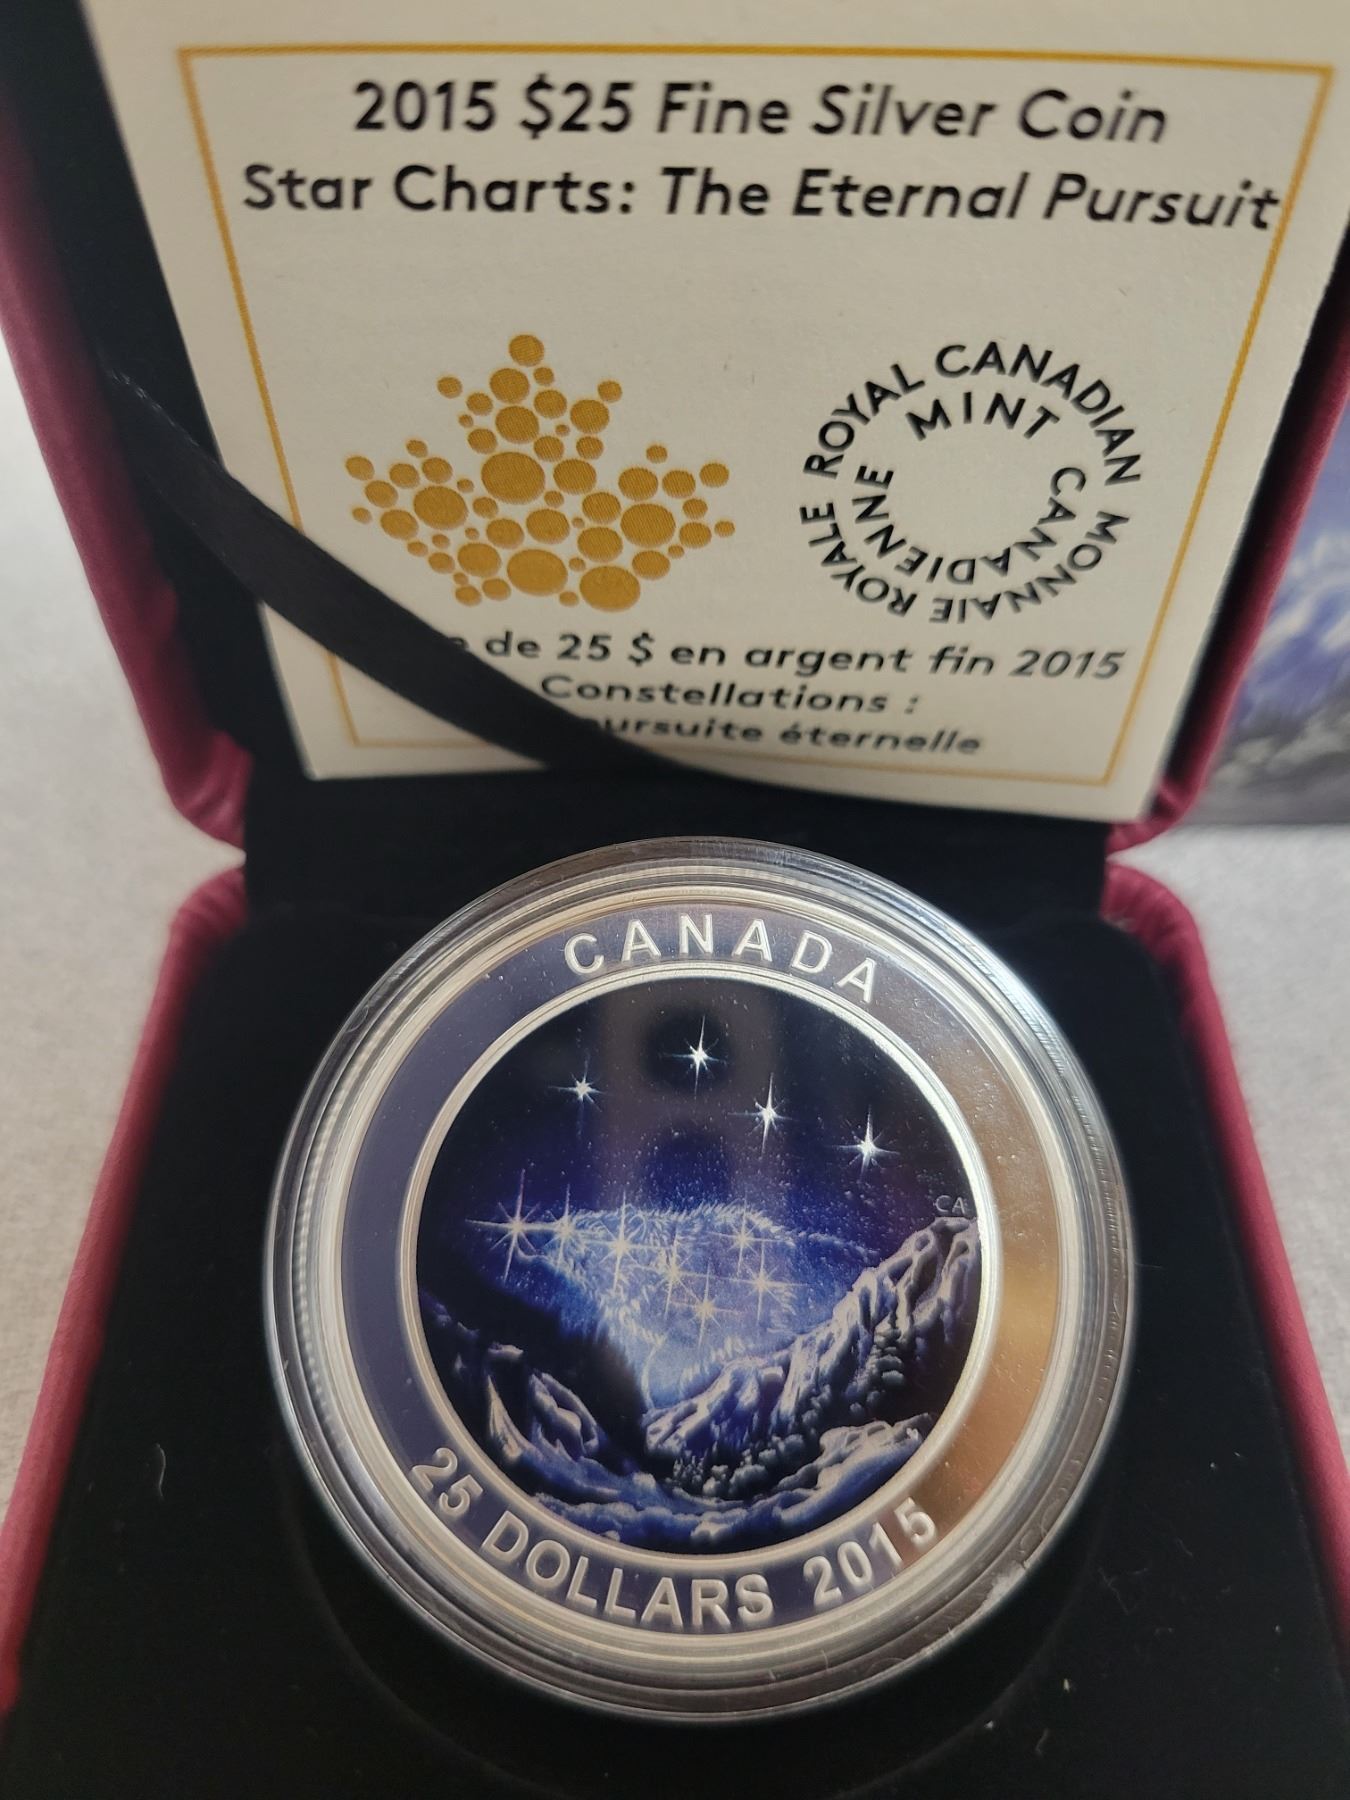 2015 $25 Fine Silver Coin
Star Charts: The Eternal Pursuit
ROYAL CANADIAN
MINT
MONNAIE ROYALE
CANADIENNE
de 25 $ en argent fin 2015
Constellations :
éternelle
CANADA
CA
25 DOLLARS 2015